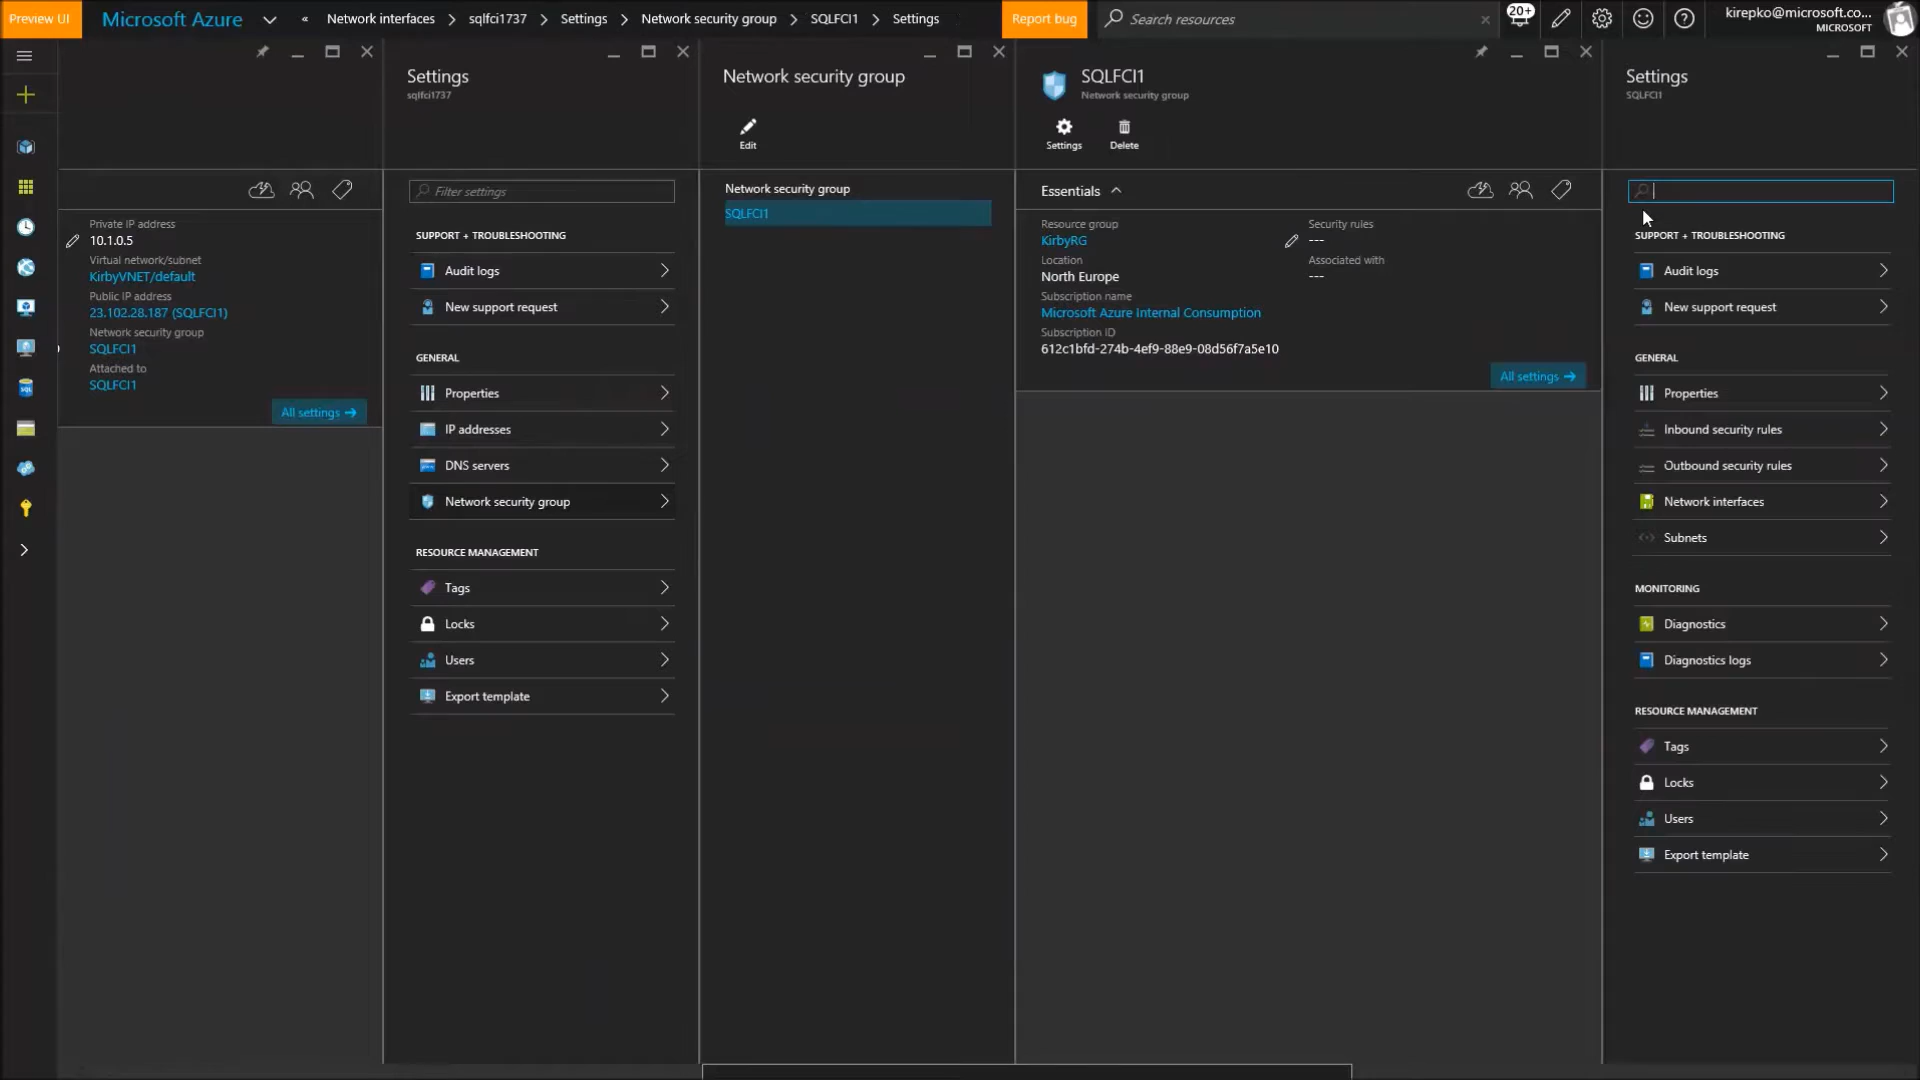 Preview UI
Microsoft Azure
«
Network interfaces
sqlfci1737
Settings
Network security group
SQLFCI1
Settings
Report bug
Search resources
20+
kirepko@microsoft.co...
MICROSOFT
Private IP address
10.1.0.5
Virtual network/subnet
KirbyVNET/default
Public IP address
23.102.28.187 (SQLFCI1)
Network security group
SQLFCI1
Attached to
SQLFCI1
All settings
Settings
sqlfci1737
Filter settings
SUPPORT + TROUBLESHOOTING
Audit logs
New support request
GENERAL
Properties
IP addresses
DNS servers
Network security group
RESOURCE MANAGEMENT
Tags
Locks
Users
Export template
Network security group
Edit
Network security group
SQLFCI1
SQLFCI1
Network security group
Settings
Delete
Essentials
Resource group
KirbyRG
Location
North Europe
Subscription name
Microsoft Azure Internal Consumption
Subscription ID
612c1bfd-274b-4ef9-88e9-08d56f7a5e10
Security rules
---
Associated with
---
All settings
Settings
SQLFCI1
SUPPORT + TROUBLESHOOTING
Audit logs
New support request
GENERAL
Properties
Inbound security rules
Outbound security rules
Network interfaces
Subnets
MONITORING
Diagnostics
Diagnostics logs
RESOURCE MANAGEMENT
Tags
Locks
Users
Export template